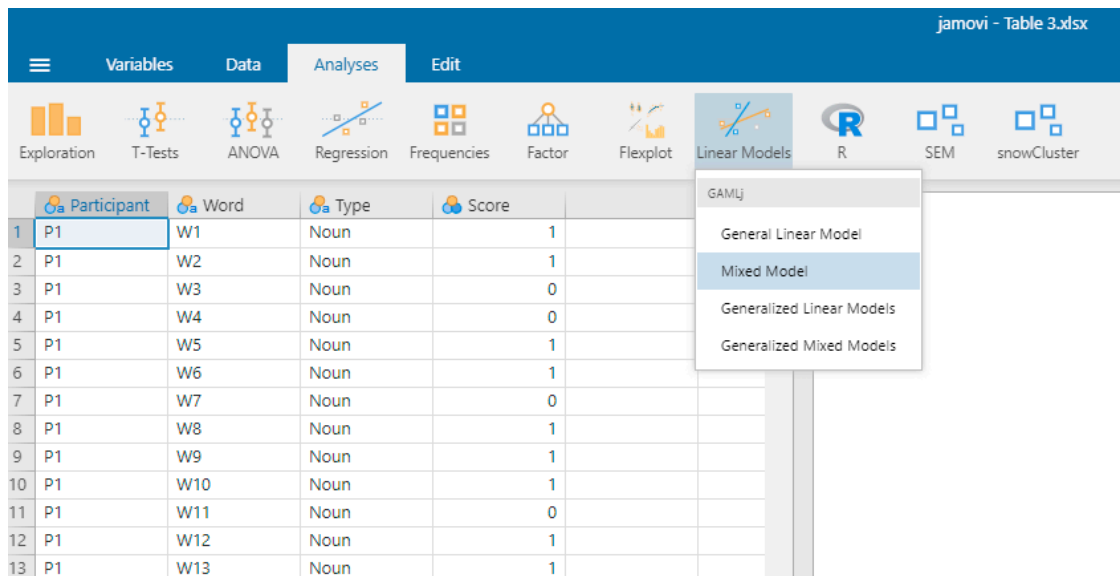 jamovi - Table 3.xlsx
Variables Data Analyses Edit
Exploration T-Tests ANOVA Regression Frequencies Factor Flexplot Linear Models R SEM snowCluster
GAMLj
General Linear Model
Mixed Model
Generalized Linear Models
Generalized Mixed Models
Participant Word Type Score
1 P1 W1 Noun 1
2 P1 W2 Noun 1
3 P1 W3 Noun 0
4 P1 W4 Noun 0
5 P1 W5 Noun 1
6 P1 W6 Noun 1
7 P1 W7 Noun 0
8 P1 W8 Noun 1
9 P1 W9 Noun 1
10 P1 W10 Noun 1
11 P1 W11 Noun 0
12 P1 W12 Noun 1
13 P1 W13 Noun 1